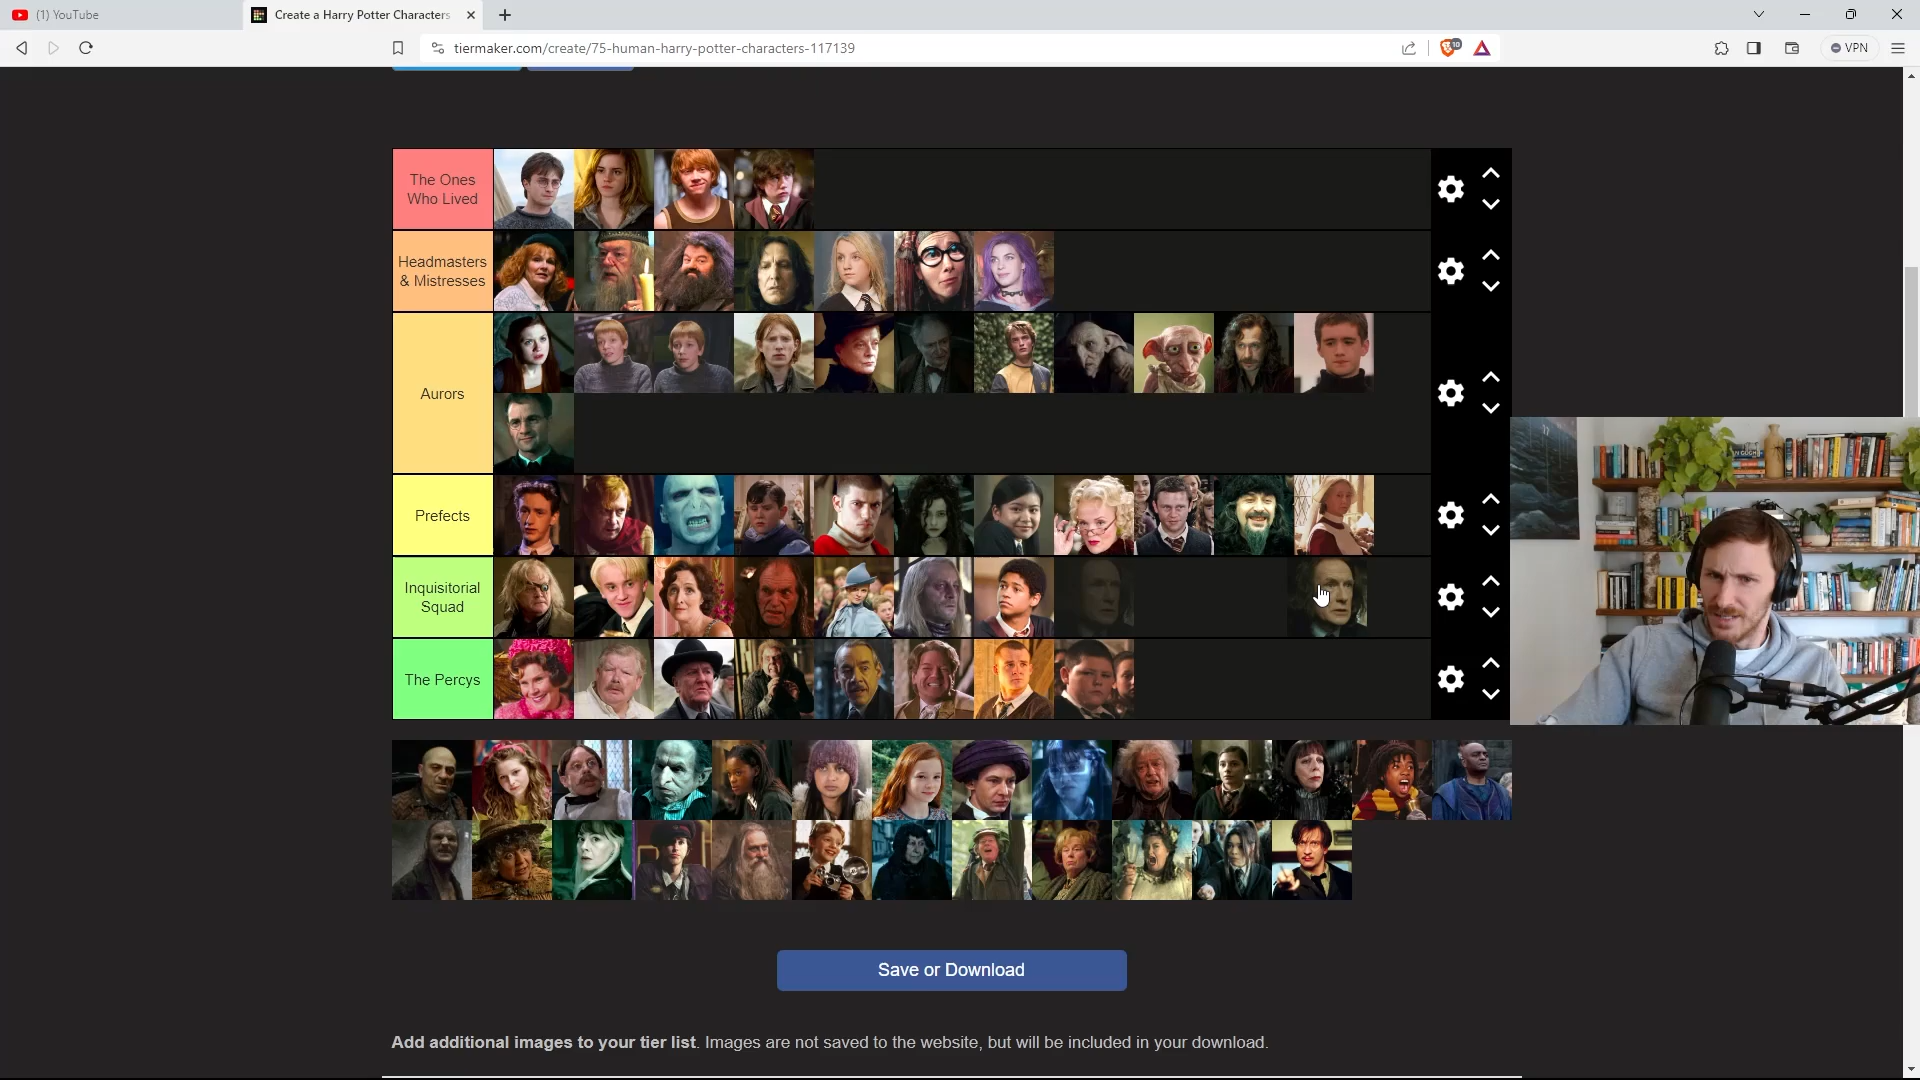 (1) YouTube
Create a Harry Potter Characters
tiermaker.com/create/75-human-harry-potter-characters-117139
10
VPN
The Ones
Who Lived
Headmasters
& Mistresses
Aurors
Prefects
Inquisitorial
Squad
The Percys
Save or Download
Add additional images to your tier list. Images are not saved to the website, but will be included in your download.